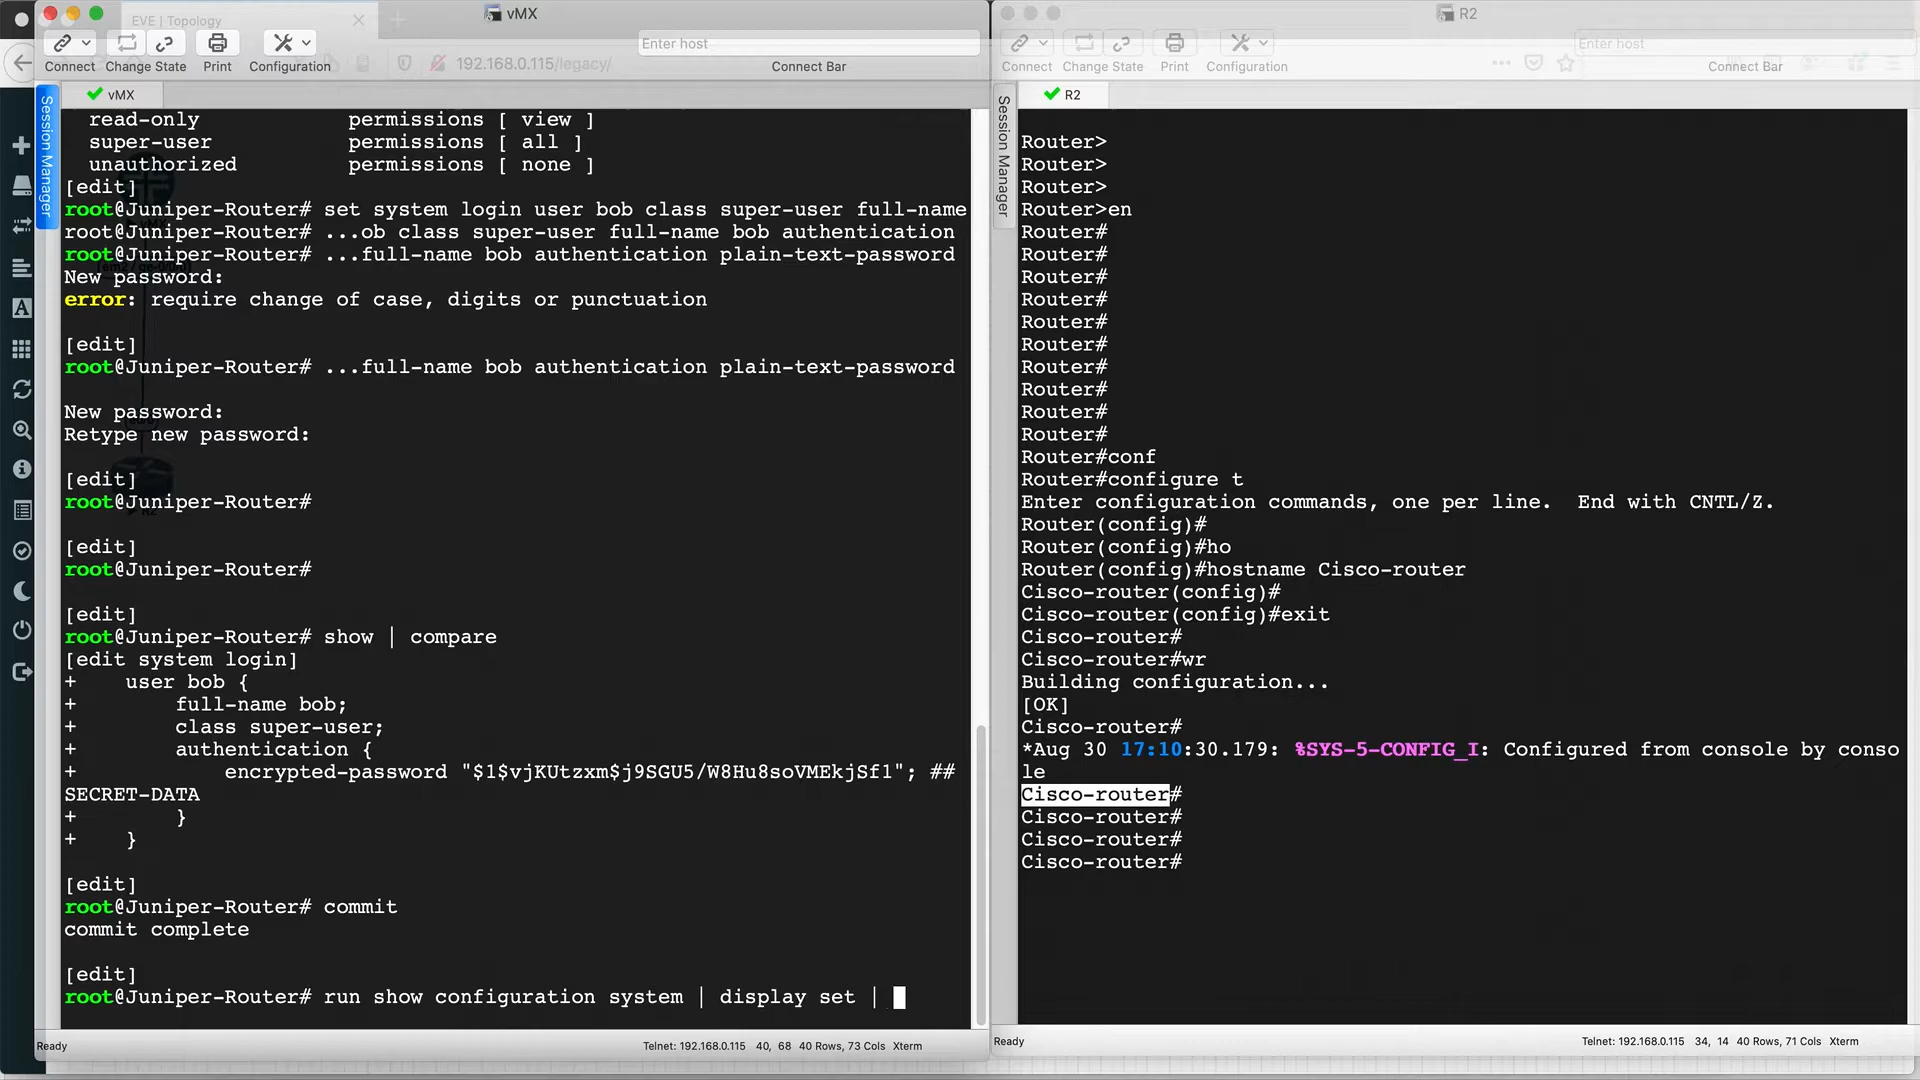 EVE | Topology
vMX
Connect
Change State
Print
Configuration
192.168.0.115/legacy/
Enter host
Connect Bar
Session Manager
vMX
read-only            permissions [ view ]
super-user           permissions [ all ]
unauthorized         permissions [ none ]
[edit]
root@Juniper-Router# set system login user bob class super-user full-name
root@Juniper-Router# ...ob class super-user full-name bob authentication
root@Juniper-Router# ...full-name bob authentication plain-text-password
New password:
error: require change of case, digits or punctuation
[edit]
root@Juniper-Router# ...full-name bob authentication plain-text-password
New password:
Retype new password:
[edit]
root@Juniper-Router#
[edit]
root@Juniper-Router#
[edit]
root@Juniper-Router# show | compare
[edit system login]
+    user bob {
+        full-name bob;
+        class super-user;
+        authentication {
+            encrypted-password "$1$vjKUtzxm$j9SGU5/W8Hu8soVMEkjSf1"; ##
SECRET-DATA
+        }
+    }
[edit]
root@Juniper-Router# commit
commit complete
[edit]
root@Juniper-Router# run show configuration system | display set |
Ready
Telnet: 192.168.0.115   40, 68   40 Rows, 73 Cols   Xterm
R2
Connect
Change State
Print
Configuration
Enter host
Connect Bar
Session Manager
R2
Router>
Router>
Router>
Router>en
Router#
Router#
Router#
Router#
Router#
Router#
Router#
Router#
Router#
Router#
Router#conf
Router#configure t
Enter configuration commands, one per line.  End with CNTL/Z.
Router(config)#
Router(config)#ho
Router(config)#hostname Cisco-router
Cisco-router(config)#
Cisco-router(config)#exit
Cisco-router#
Cisco-router#wr
Building configuration...
[OK]
Cisco-router#
*Aug 30 17:10:30.179: %SYS-5-CONFIG_I: Configured from console by conso
le
Cisco-router#
Cisco-router#
Cisco-router#
Cisco-router#
Ready
Telnet: 192.168.0.115   34, 14   40 Rows, 71 Cols   Xterm